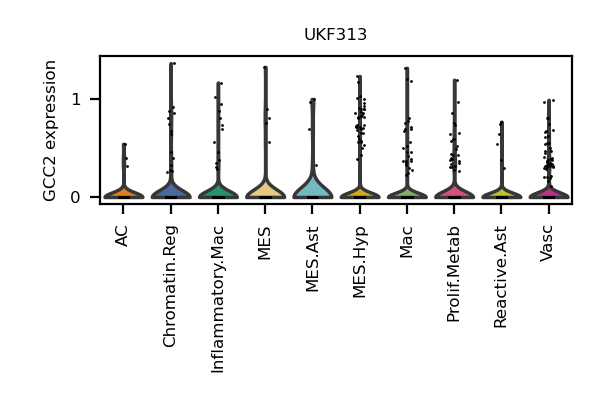 UKF313
GCC2 expression
1
0
AC
Chromatin.Reg
Inflammatory.Mac
MES
MES.Ast
MES.Hyp
Mac
Prolif.Metab
Reactive.Ast
Vasc